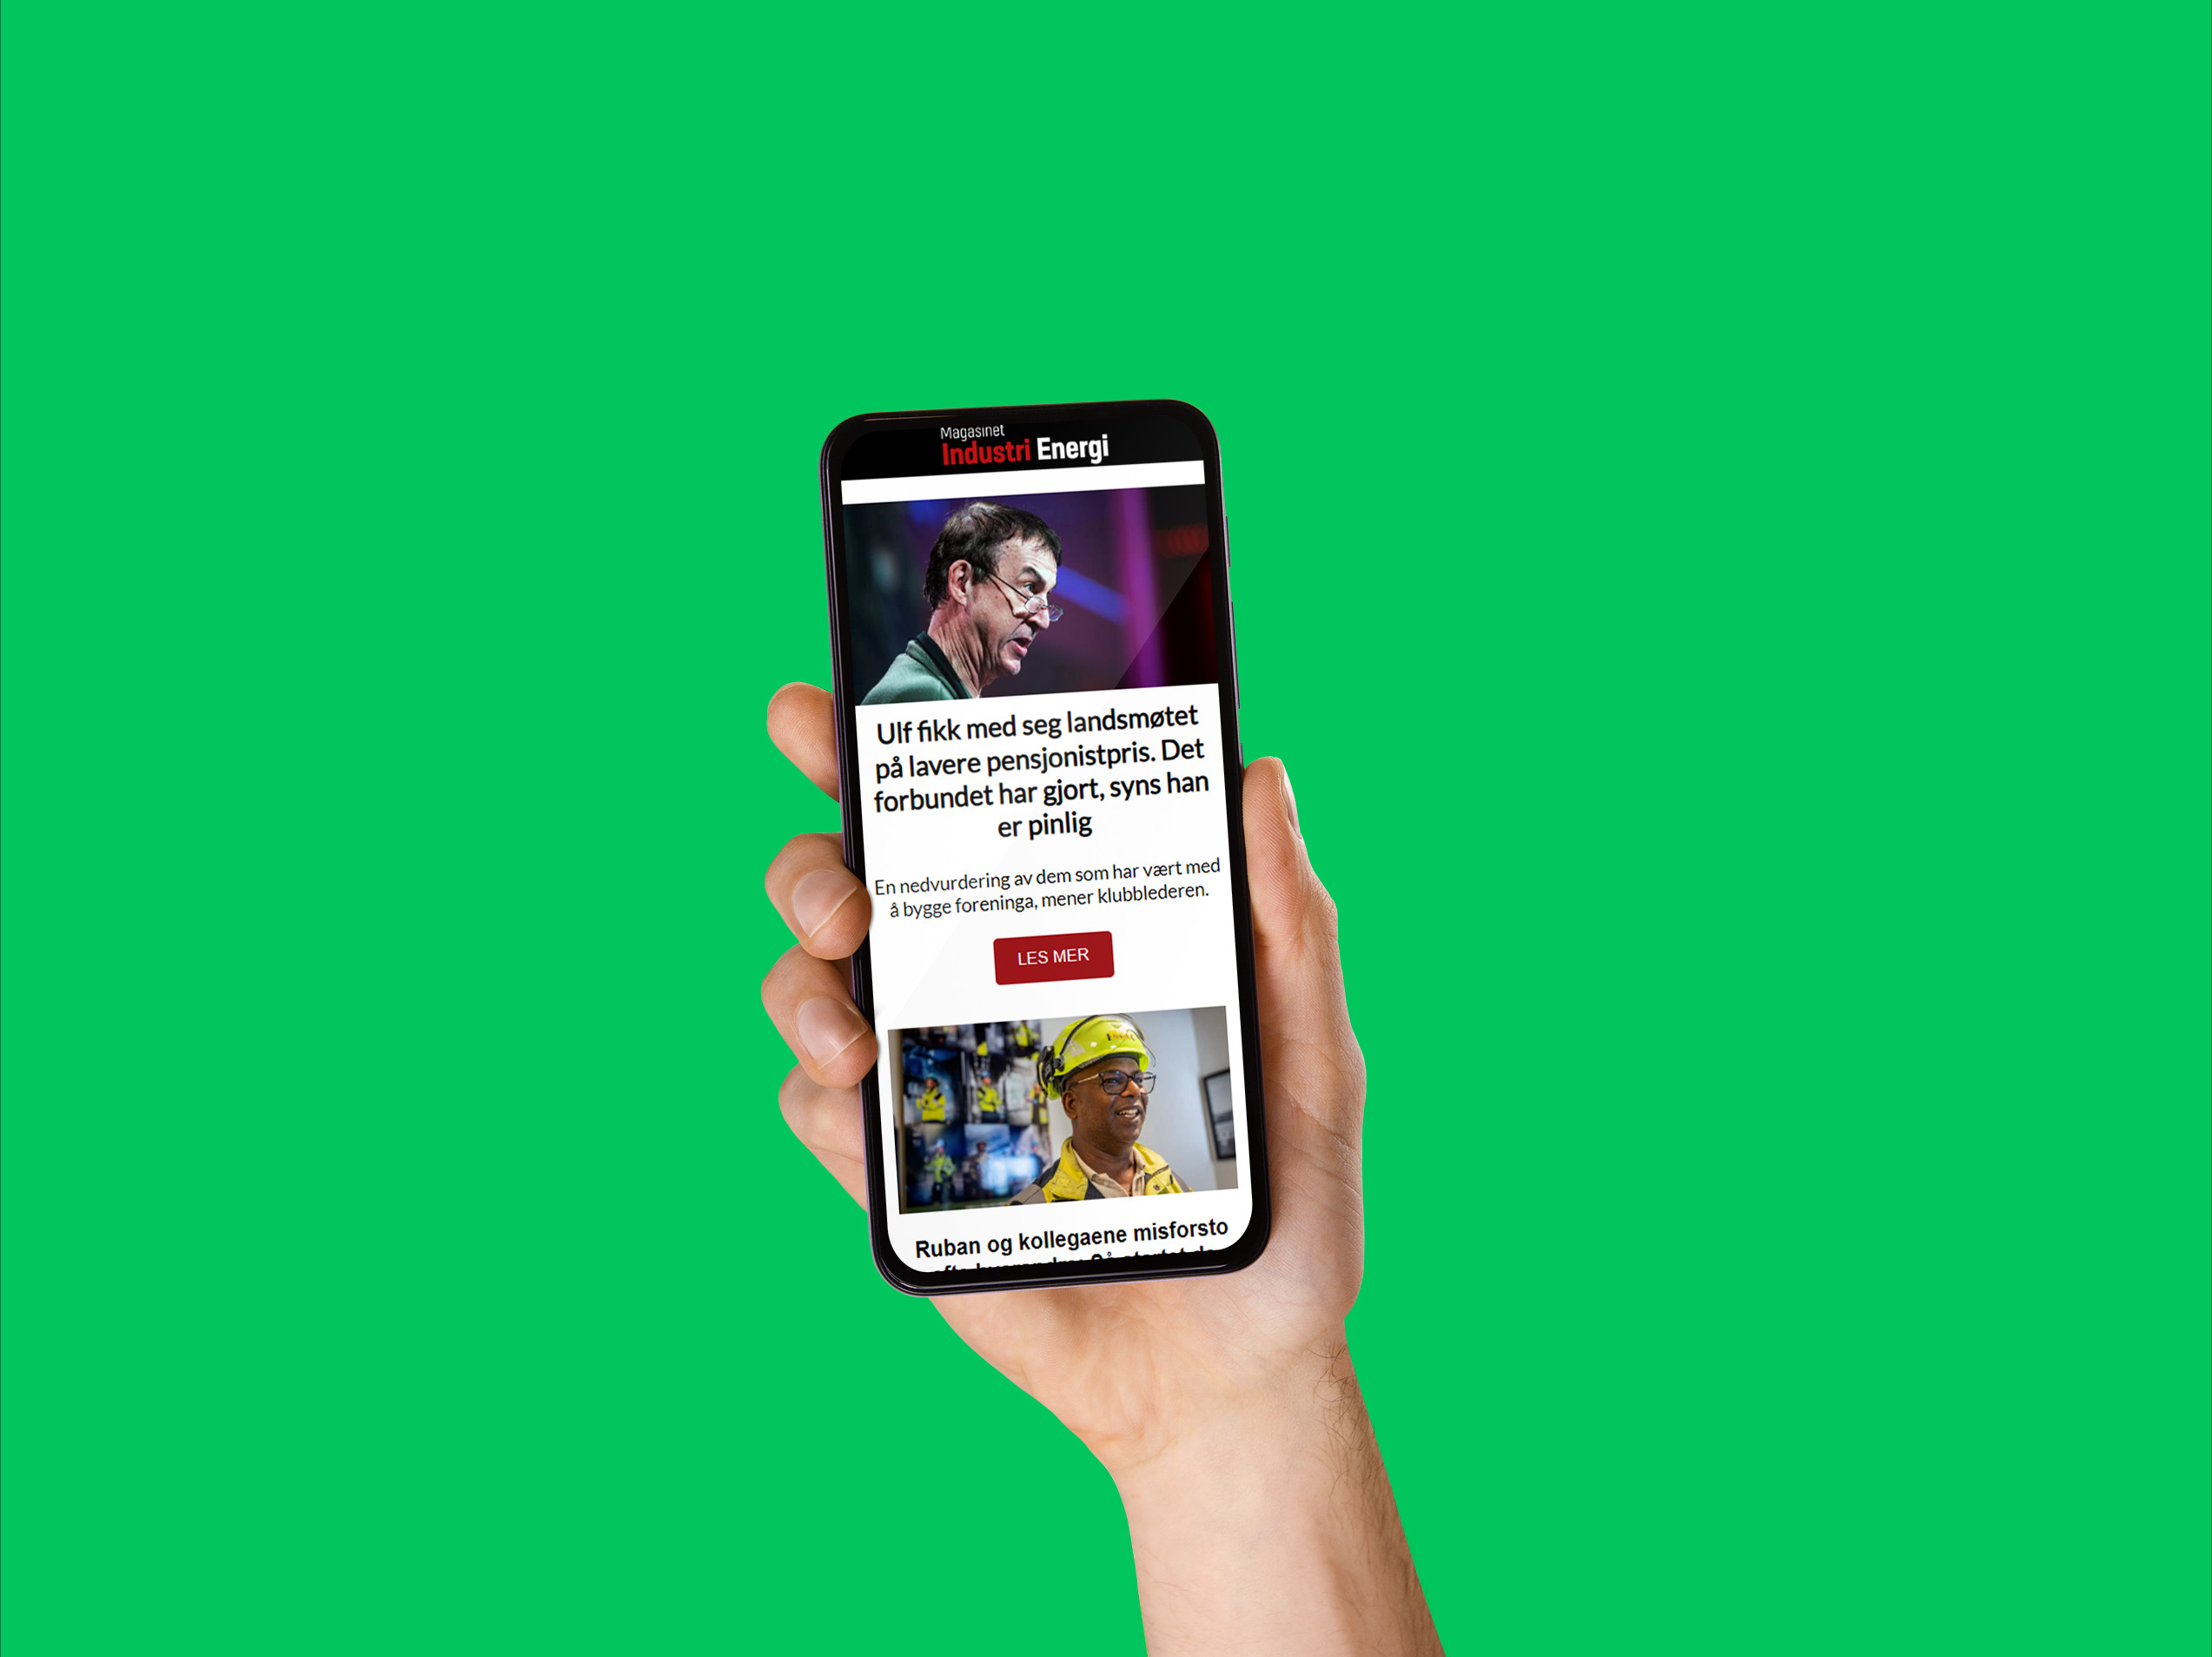 Magasinet
Industri Energi
Ulf fikk med seg landsmøtet
på lavere pensjonistpris. Det
forbundet har gjort, syns han
er pinlig
En nedvurdering av dem som har vært med
å bygge foreninga, mener klubblederen.
LES MER
Ruban og kollegaene misforsto